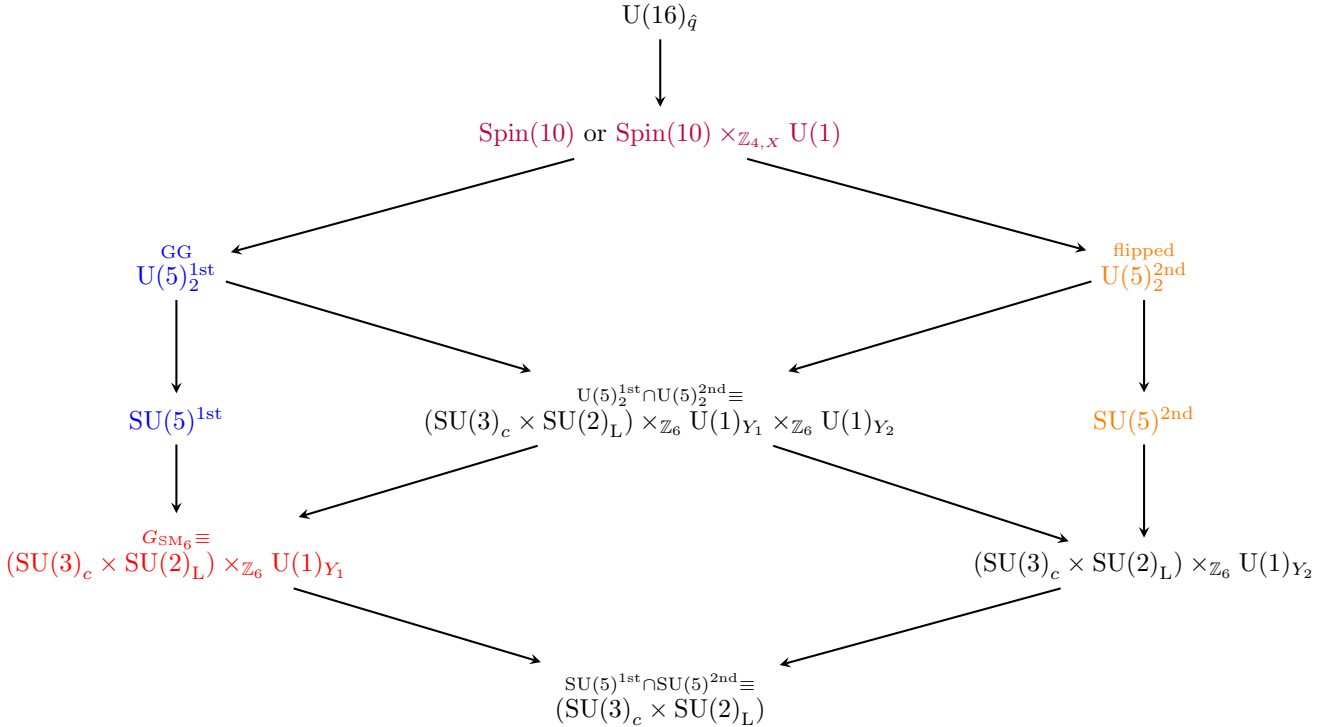 U(16)_{q̂}
Spin(10) or Spin(10) ×_{ℤ_{4,X}} U(1)
GG
U(5)_2^{1st}
flipped
U(5)_2^{2nd}
SU(5)^{1st}
U(5)_2^{1st}∩U(5)_2^{2nd}≡
(SU(3)_c × SU(2)_L) ×_{ℤ_6} U(1)_{Y_1} ×_{ℤ_6} U(1)_{Y_2}
SU(5)^{2nd}
G_{SM_6}≡
(SU(3)_c × SU(2)_L) ×_{ℤ_6} U(1)_{Y_1}
(SU(3)_c × SU(2)_L) ×_{ℤ_6} U(1)_{Y_2}
SU(5)^{1st}∩SU(5)^{2nd}≡
(SU(3)_c × SU(2)_L)